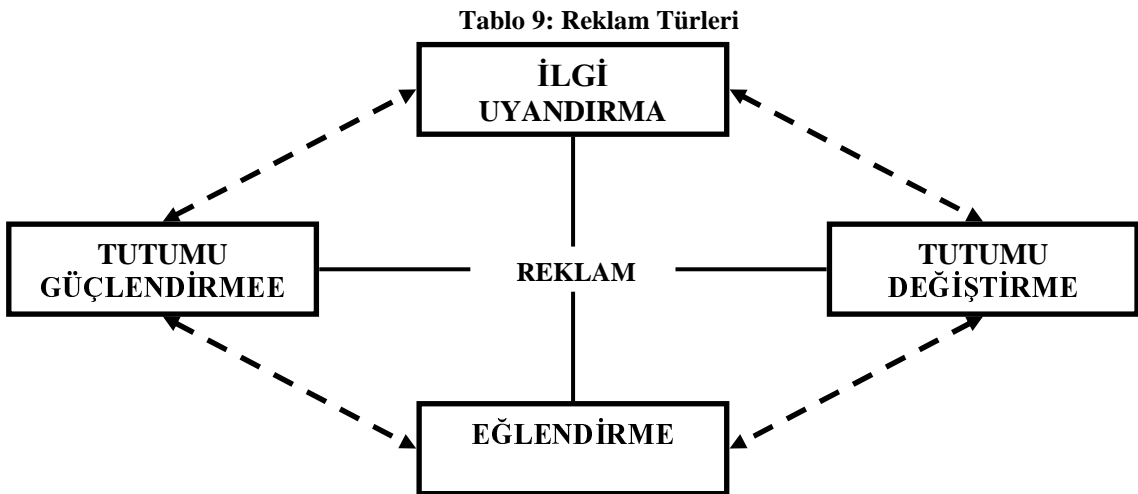 Tablo 9: Reklam Türleri
İLGİ
UYANDIRMA
TUTUMU
GÜÇLENDİRMEE
REKLAM
TUTUMU
DEĞİŞTİRME
EĞLENDİRME